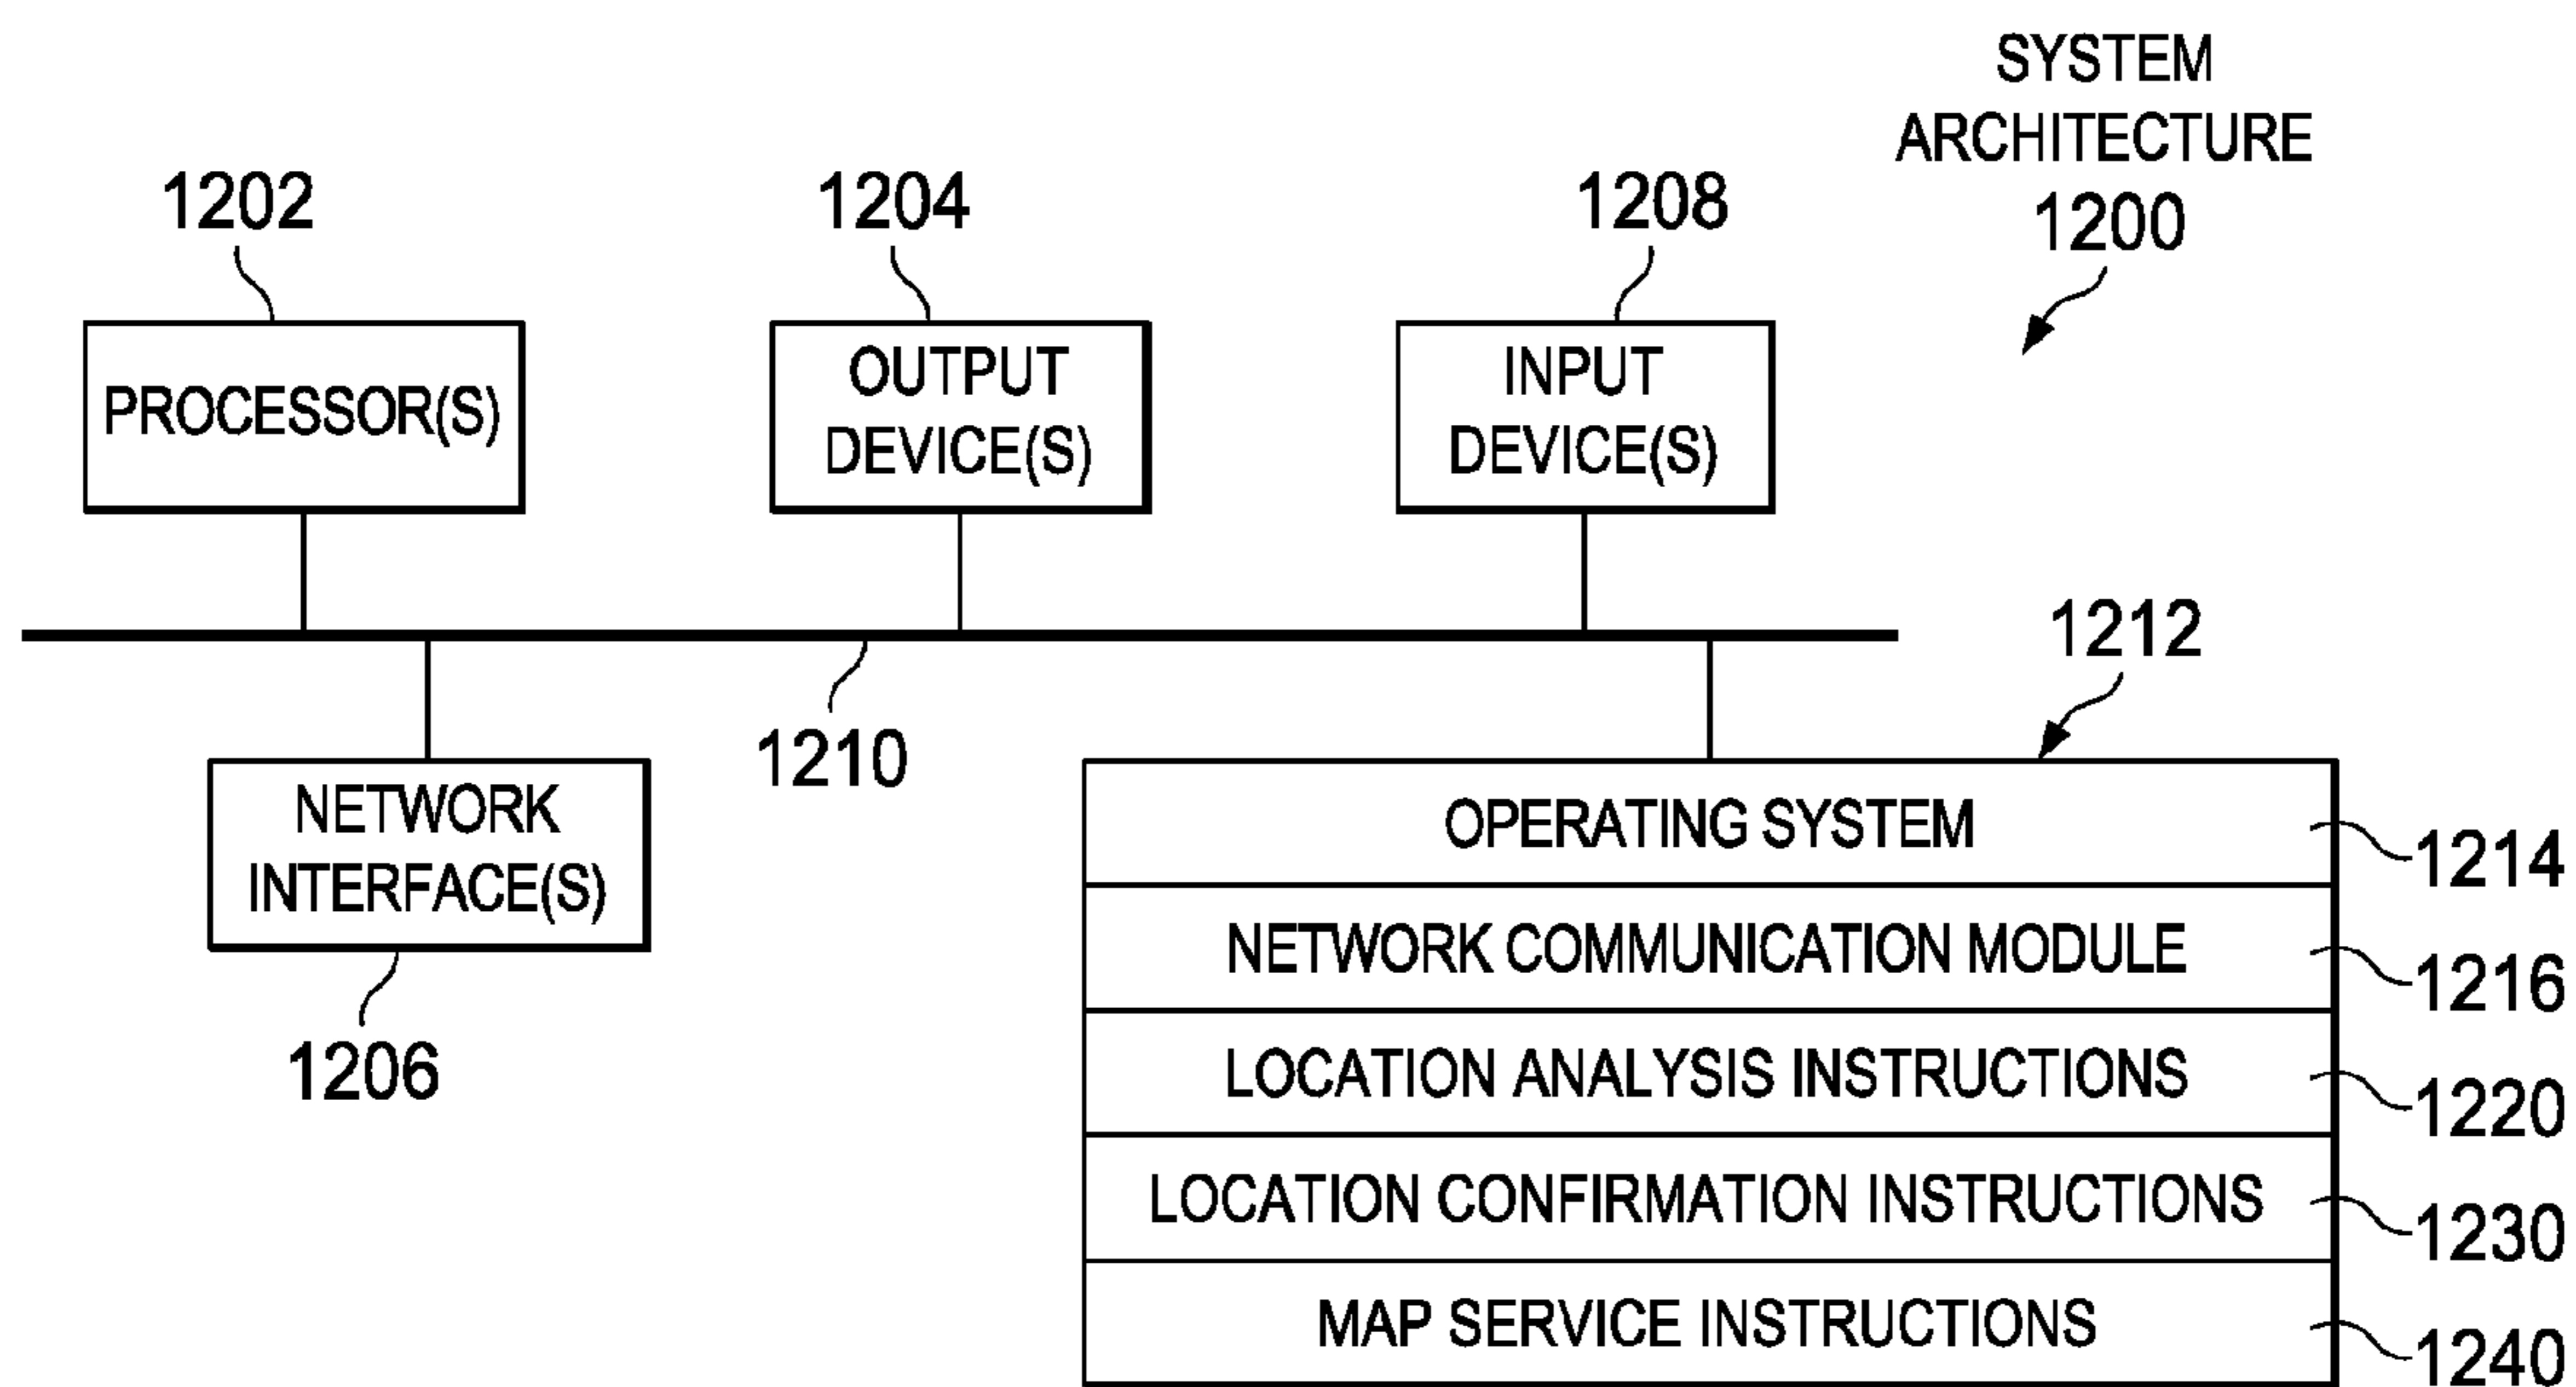 SYSTEM
ARCHITECTURE
1200
1202
1204
1208
PROCESSOR(S)
OUTPUT
DEVICE(S)
INPUT
DEVICE(S)
1210
1212
NETWORK
INTERFACE(S)
1206
OPERATING SYSTEM
1214
NETWORK COMMUNICATION MODULE
1216
LOCATION ANALYSIS INSTRUCTIONS
1220
LOCATION CONFIRMATION INSTRUCTIONS
1230
MAP SERVICE INSTRUCTIONS
1240